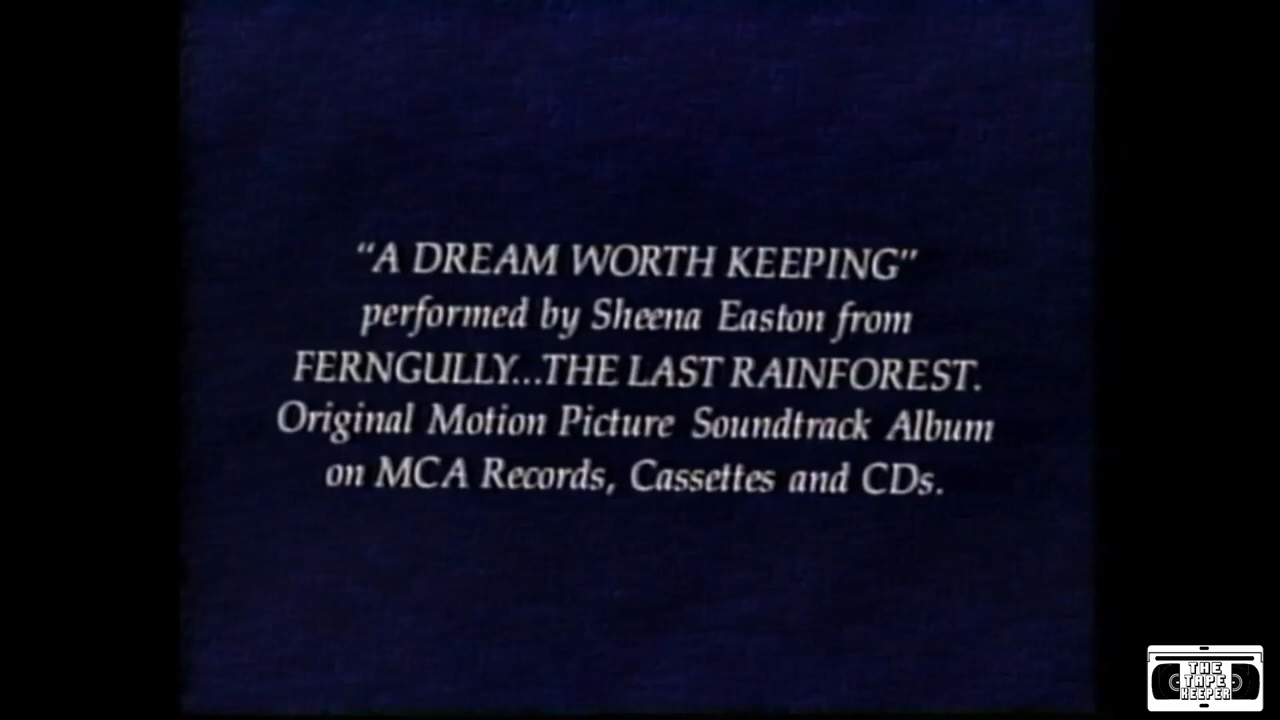 "A DREAM WORTH KEEPING"
performed by Sheena Easton from
FERNGULLY...THE LAST RAINFOREST.
Original Motion Picture Soundtrack Album
on MCA Records, Cassettes and CDs.
THE
TAPE
KEEPER